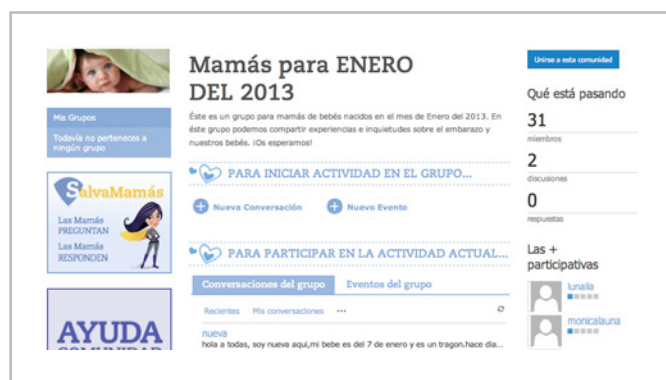 Mis Grupos
Todavía no perteneces a
ningún grupo
SalvaMamás
Las Mamás
PREGUNTAN
Las Mamás
RESPONDEN
AYUDA
COMUNIDAD
Mamás para ENERO
DEL 2013
Éste es un grupo para mamás de bebés nacidos en el mes de Enero del 2013. En
éste grupo podemos compartir experiencias e inquietudes sobre el embarazo y
nuestros bebés. ¡Os esperamos!
PARA INICIAR ACTIVIDAD EN EL GRUPO...
Nueva Conversación
Nuevo Evento
PARA PARTICIPAR EN LA ACTIVIDAD ACTUAL...
Conversaciones del grupo
Eventos del grupo
Recientes Mis conversaciones ...
nueva
hola a todas, soy nueva aqui,mi bebe es del 7 de enero y es un tragon.hace dia...
Unirse a esta comunidad
Qué está pasando
31
miembros
2
discusiones
0
respuestas
Las +
participativas
lunaila
monicalauna